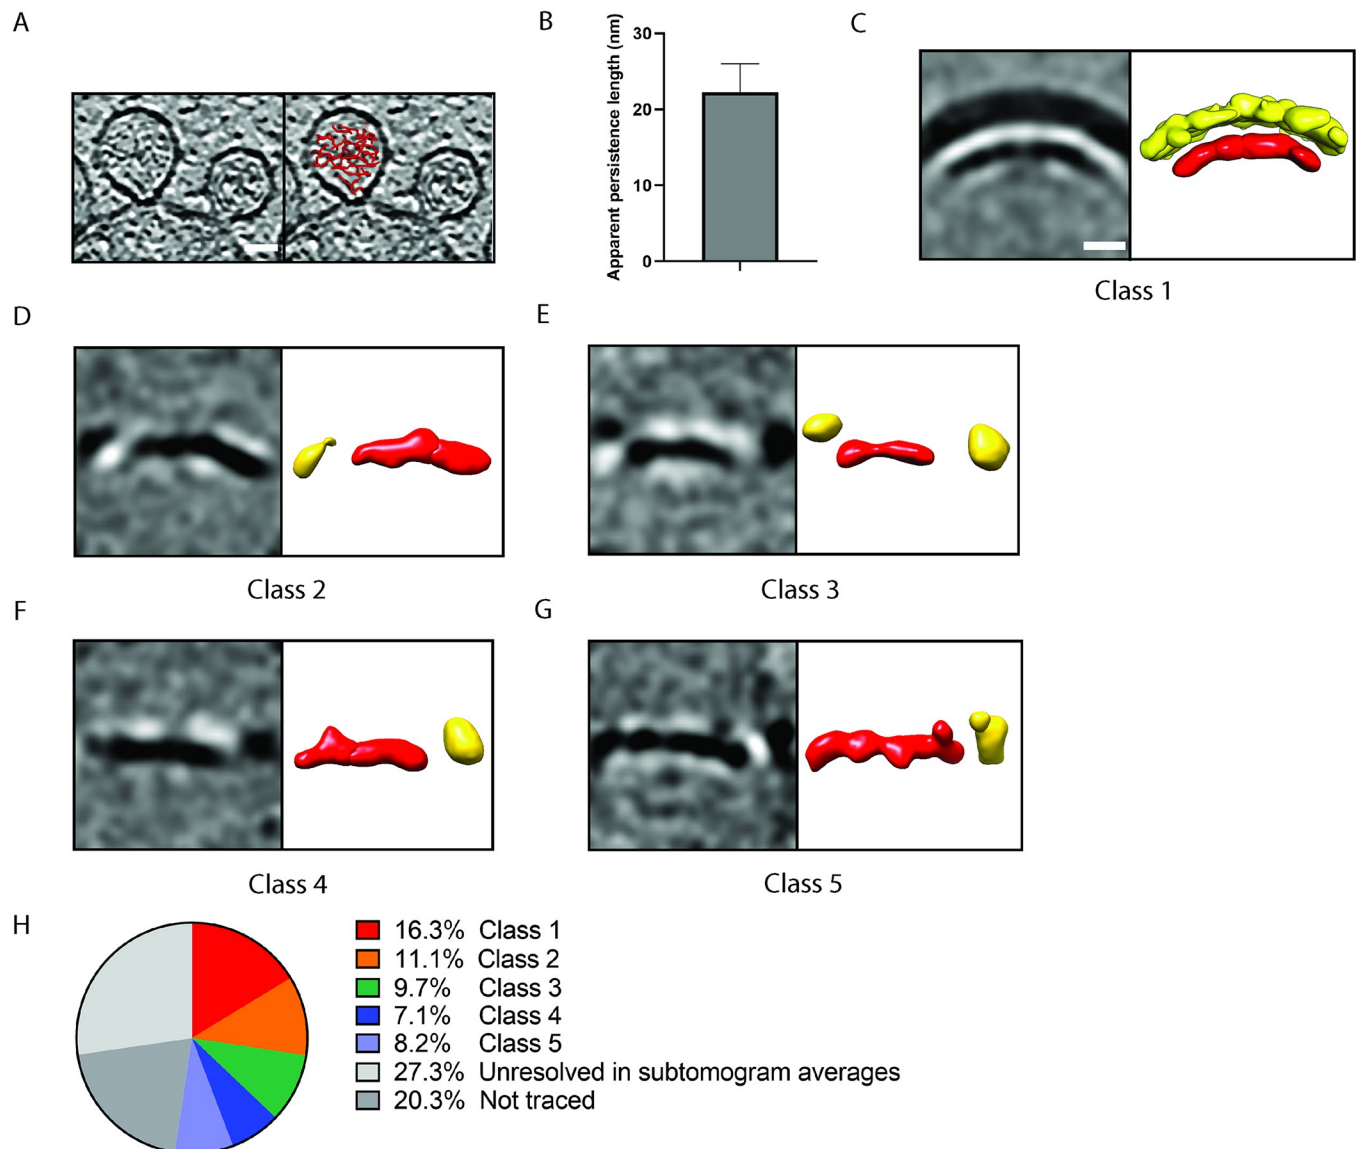 A
B
C
Apparent persistence length (nm)
30
20
10
0
Class 1
D
E
Class 2
Class 3
F
G
Class 4
Class 5
H
16.3% Class 1
11.1% Class 2
9.7% Class 3
7.1% Class 4
8.2% Class 5
27.3% Unresolved in subtomogram averages
20.3% Not traced